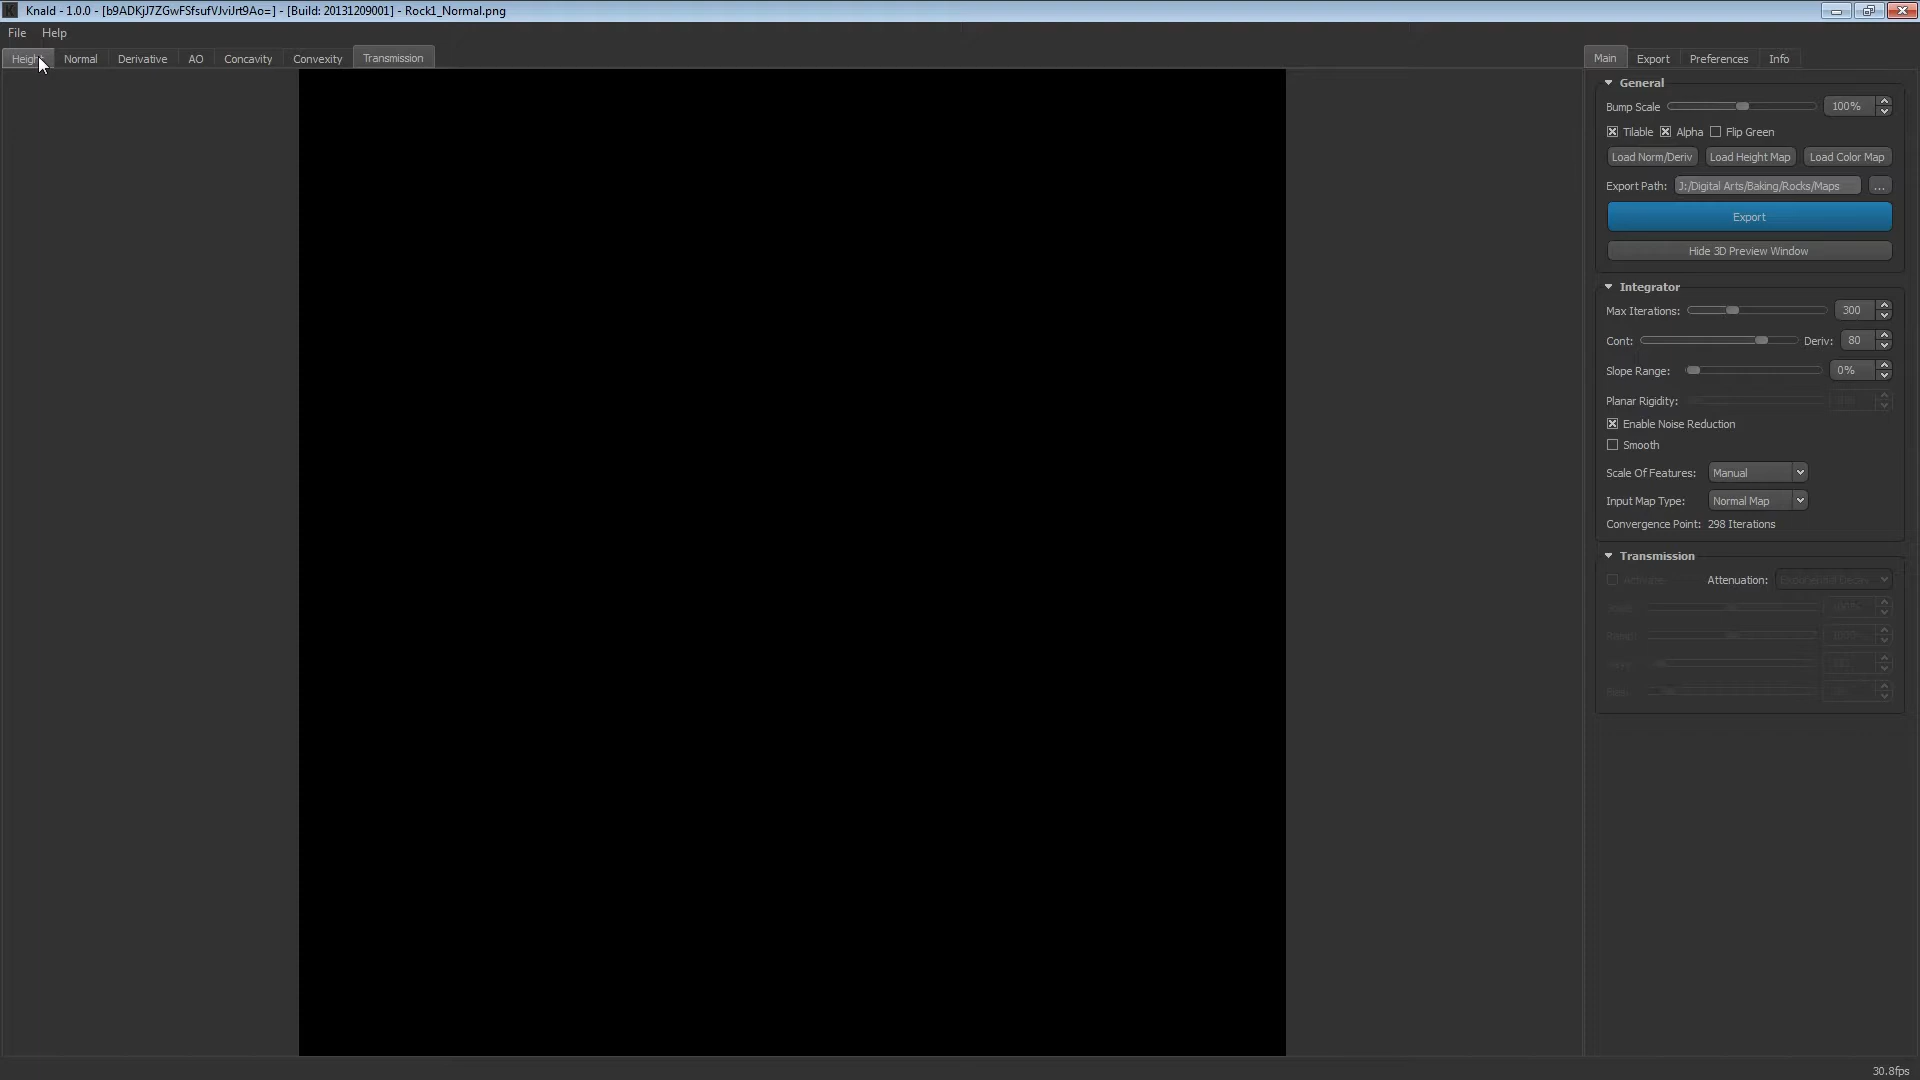 Knald - 1.0.0 - [b9ADKjJ7ZGwFSfsufVJviJrt9Ao=] - [Build: 20131209001] - Rock1_Normal.png
File Help
Height Normal Derivative AO Concavity Convexity Transmission
Main Export Preferences Info
General
Bump Scale 100%
Tilable Alpha Flip Green
Load Norm/Deriv Load Height Map Load Color Map
Export Path: J:/Digital Arts/Baking/Rocks/Maps ...
Export
Hide 3D Preview Window
Integrator
Max Iterations: 300
Cont: Deriv: 80
Slope Range: 0%
Planar Rigidity:
Enable Noise Reduction
Smooth
Scale Of Features: Manual
Input Map Type: Normal Map
Convergence Point: 298 Iterations
Transmission
Activate Attenuation: Exponential Decay
30.8fps